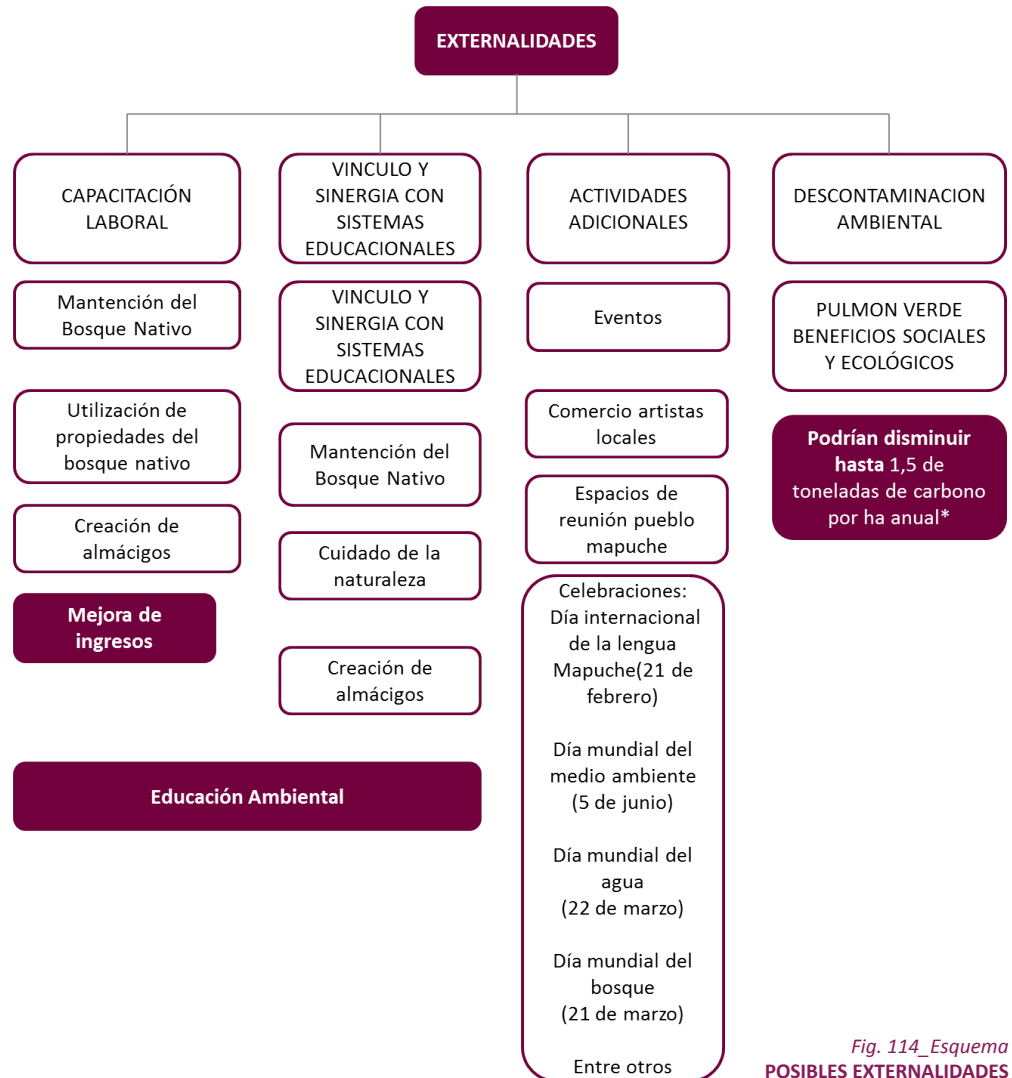 EXTERNALIDADES
CAPACITACIÓN
LABORAL
Mantención del
Bosque Nativo
Utilización de
propiedades del
bosque nativo
Creación de
almácigos
Mejora de
ingresos
VINCULO Y
SINERGIA CON
SISTEMAS
EDUCACIONALES
VINCULO Y
SINERGIA CON
SISTEMAS
EDUCACIONALES
Mantención del
Bosque Nativo
Cuidado de la
naturaleza
Creación de
almácigos
Educación Ambiental
ACTIVIDADES
ADICIONALES
Eventos
Comercio artistas
locales
Espacios de
reunión pueblo
mapuche
Celebraciones:
Día internacional
de la lengua
Mapuche(21 de
febrero)
Día mundial del
medio ambiente
(5 de junio)
Día mundial del
agua
(22 de marzo)
Día mundial del
bosque
(21 de marzo)
Entre otros
DESCONTAMINACION
AMBIENTAL
PULMON VERDE
BENEFICIOS SOCIALES
Y ECOLÓGICOS
Podrían disminuir
hasta 1,5 de
toneladas de carbono
por ha anual*
Fig. 114_Esquema
POSIBLES EXTERNALIDADES